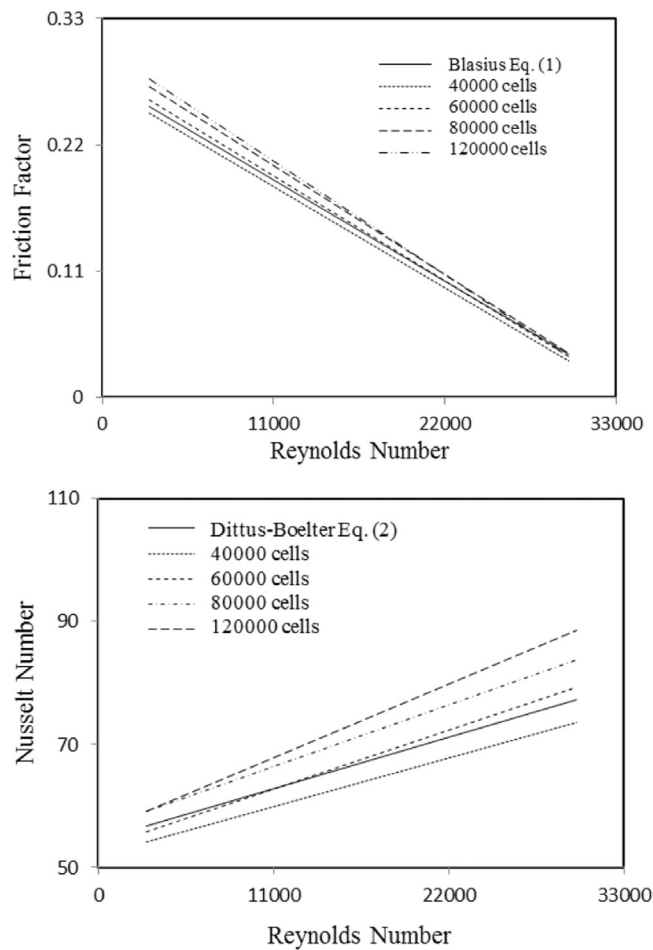 0.33
0.22
0.11
0
Friction Factor
Blasius Eq. (1)
40000 cells
60000 cells
80000 cells
120000 cells
0 11000 22000 33000
Reynolds Number
110
90
70
50
Nusselt Number
Dittus-Boelter Eq. (2)
40000 cells
60000 cells
80000 cells
120000 cells
0 11000 22000 33000
Reynolds Number